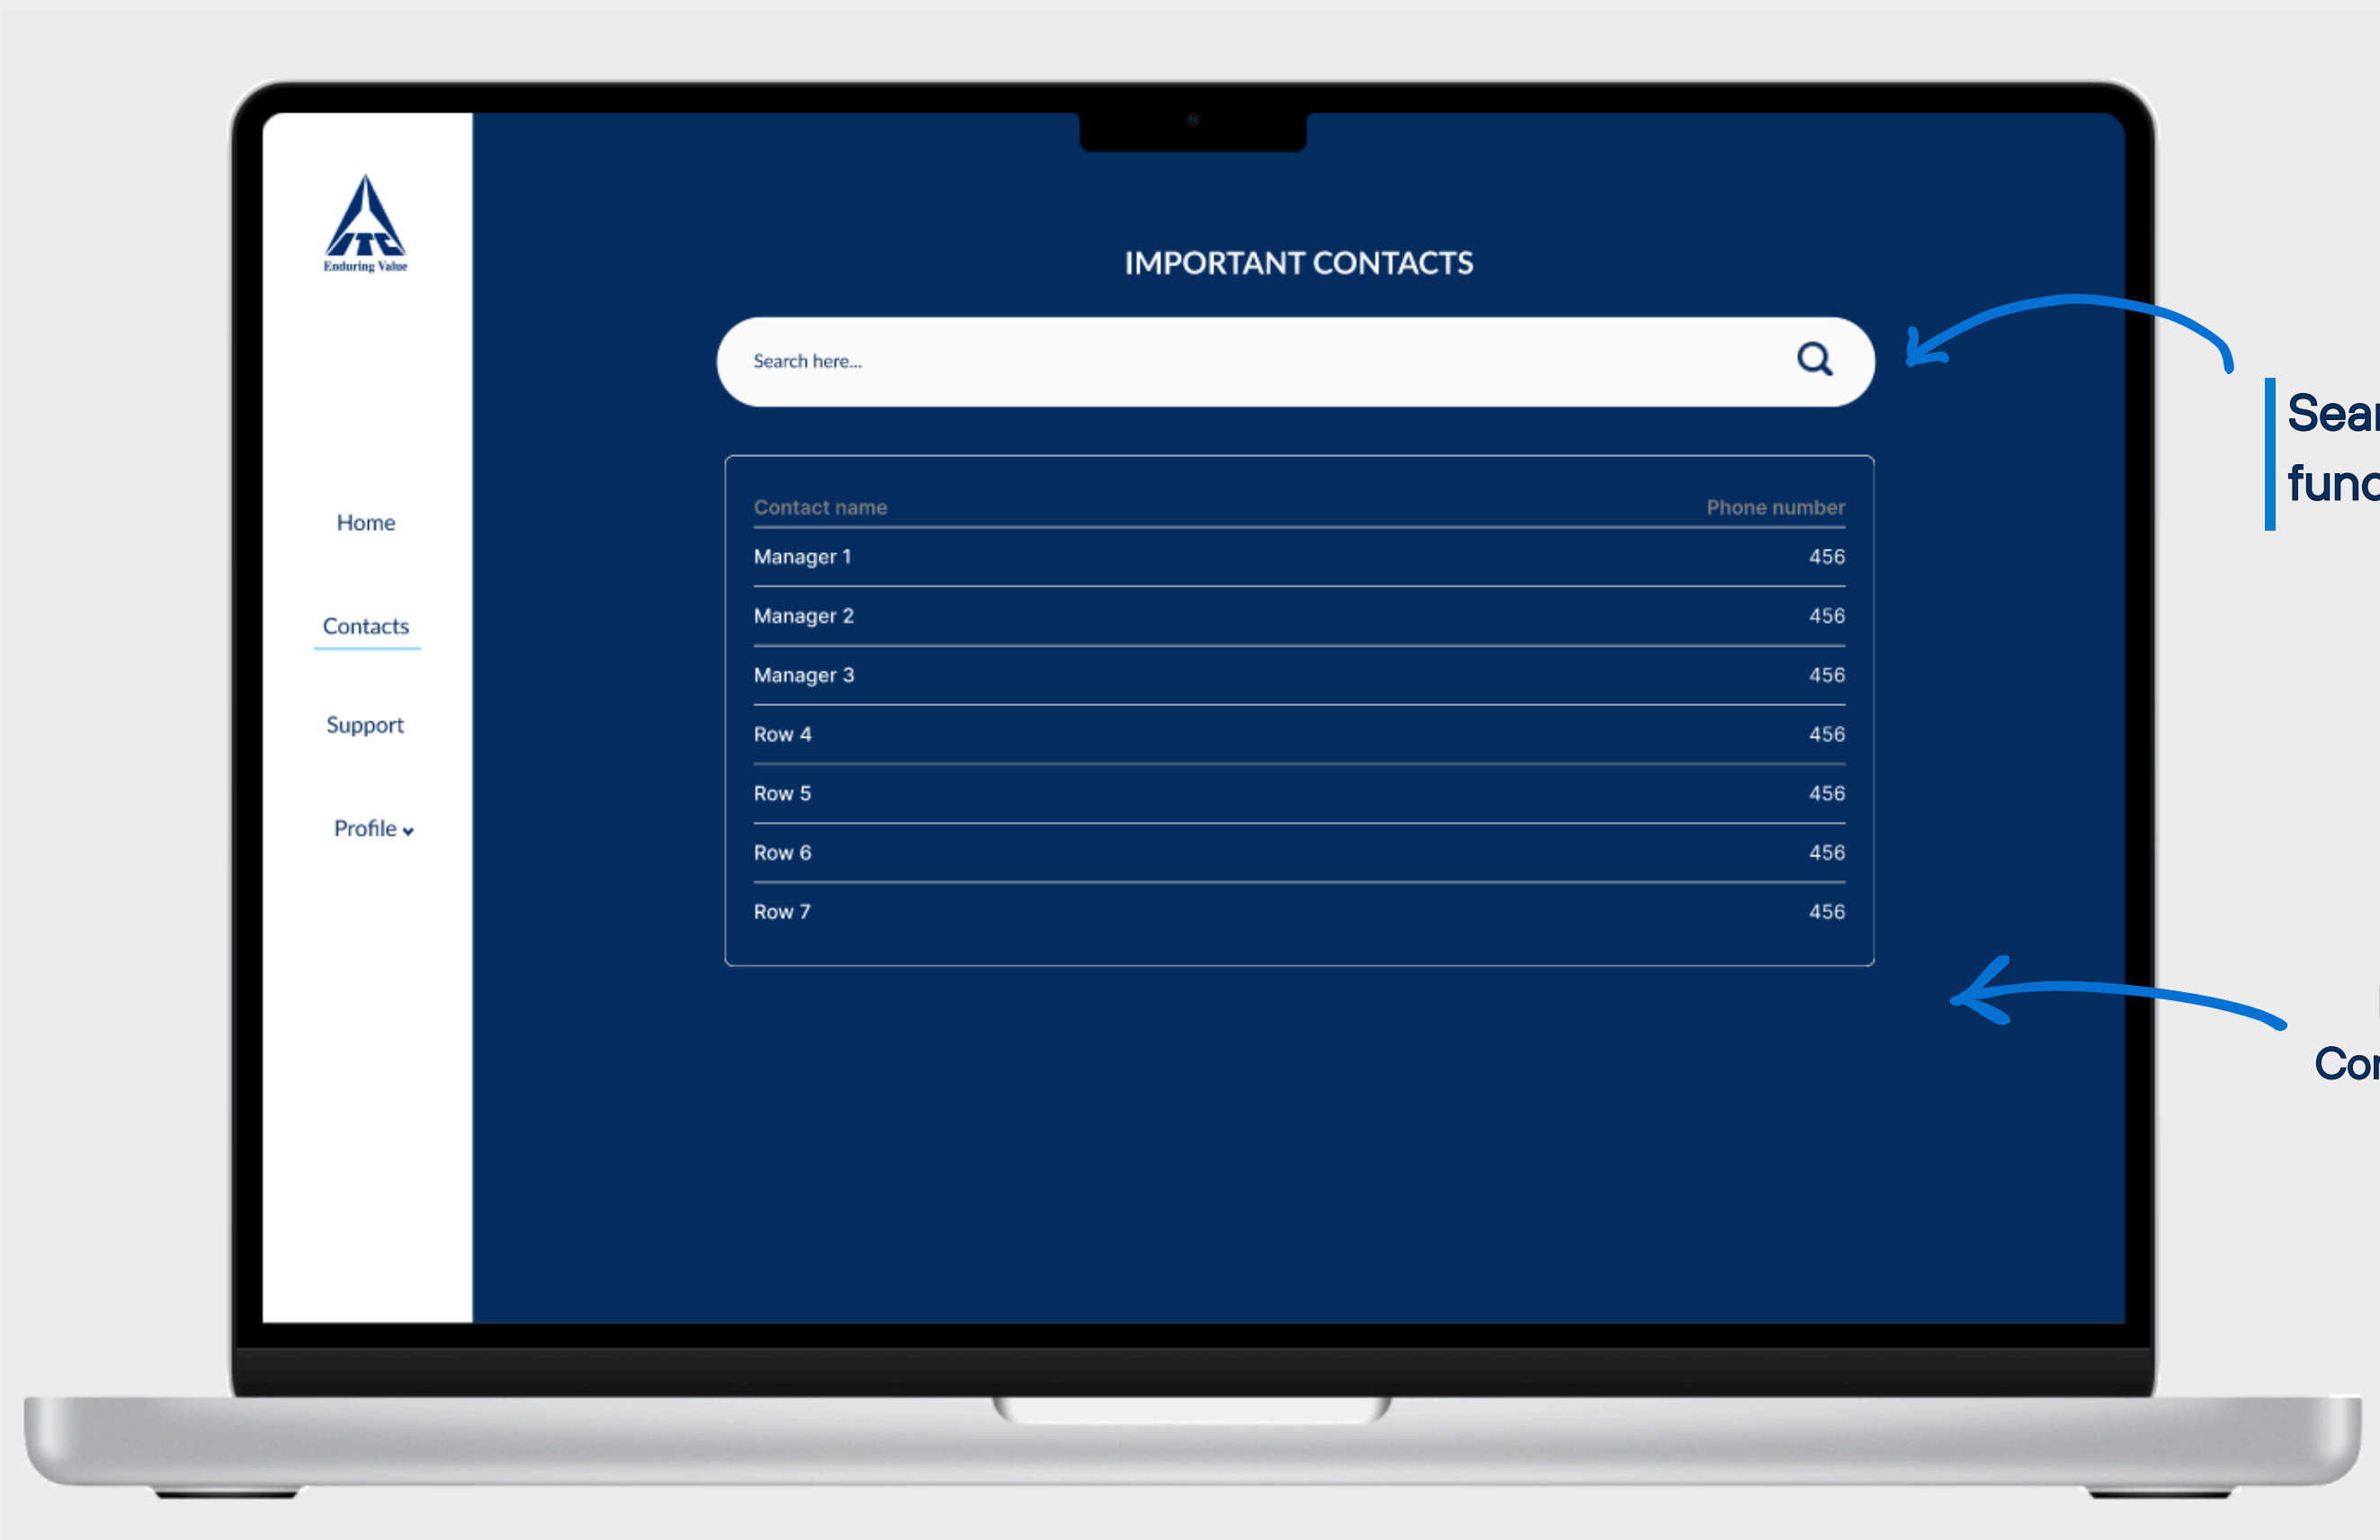 ITC
Enduring Value
Home
Contacts
Support
Profile
IMPORTANT CONTACTS
Search here...
Contact name Phone number
Manager 1 456
Manager 2 456
Manager 3 456
Row 4 456
Row 5 456
Row 6 456
Row 7 456